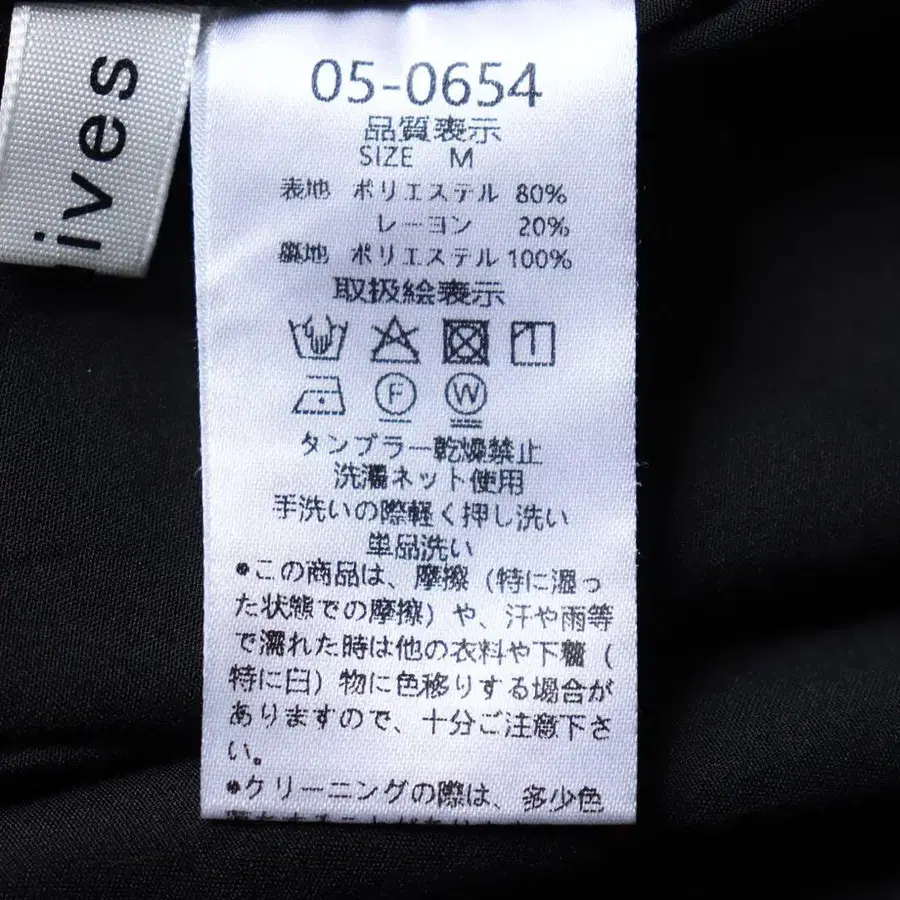 ives
05-0654
品質表示
SIZE M
表地 ポリエステル 80%
レーヨン 20%
裏地 ポリエステル 100%
取扱絵表示
F W
タンブラー乾燥禁止
洗濯ネット使用
手洗いの際軽く押し洗い
単品洗い
•この商品は、摩擦(特に湿っ
た状態での摩擦)や、汗や雨等
で濡れた時は他の衣料や下着(
特に白)物に色移りする場合が
ありますので、十分ご注意下さ
い。
•クリーニングの際は、多少色